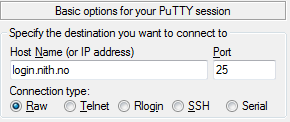 Basic options for your PuTTY session
Specify the destination you want to connect to
Host Name (or IP address) Port
login.nith.no 25
Connection type:
Raw Telnet Rlogin SSH Serial